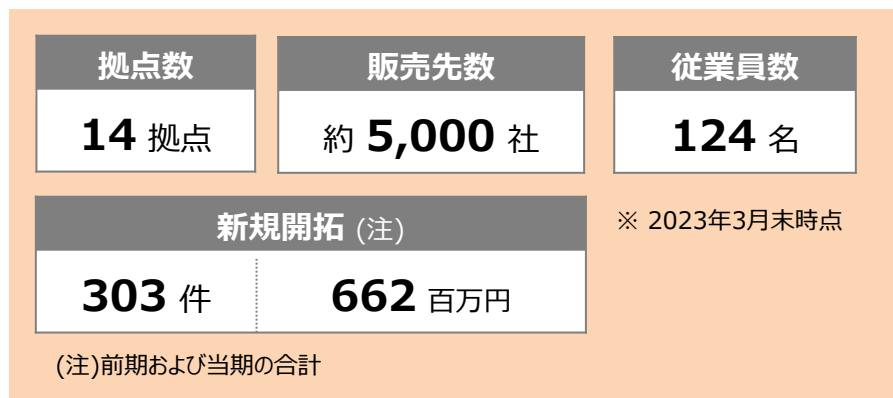 拠点数
14 拠点
販売先数
約 5,000 社
従業員数
124 名
※ 2023年3月末時点
新規開拓 (注)
303 件
662 百万円
(注)前期および当期の合計